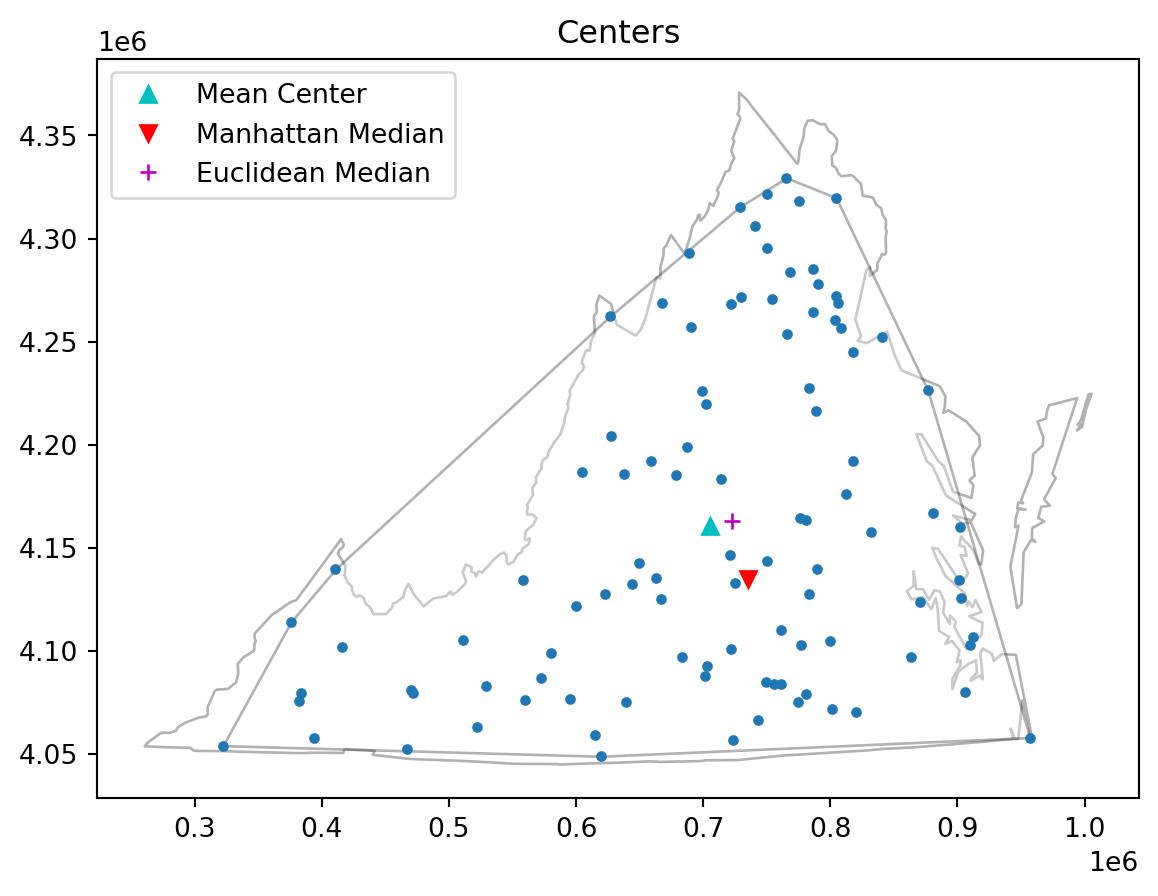 Centers
1e6
Mean Center
Manhattan Median
Euclidean Median
4.35
4.30
4.25
4.20
4.15
4.10
4.05
0.3 0.4 0.5 0.6 0.7 0.8 0.9 1.0
1e6